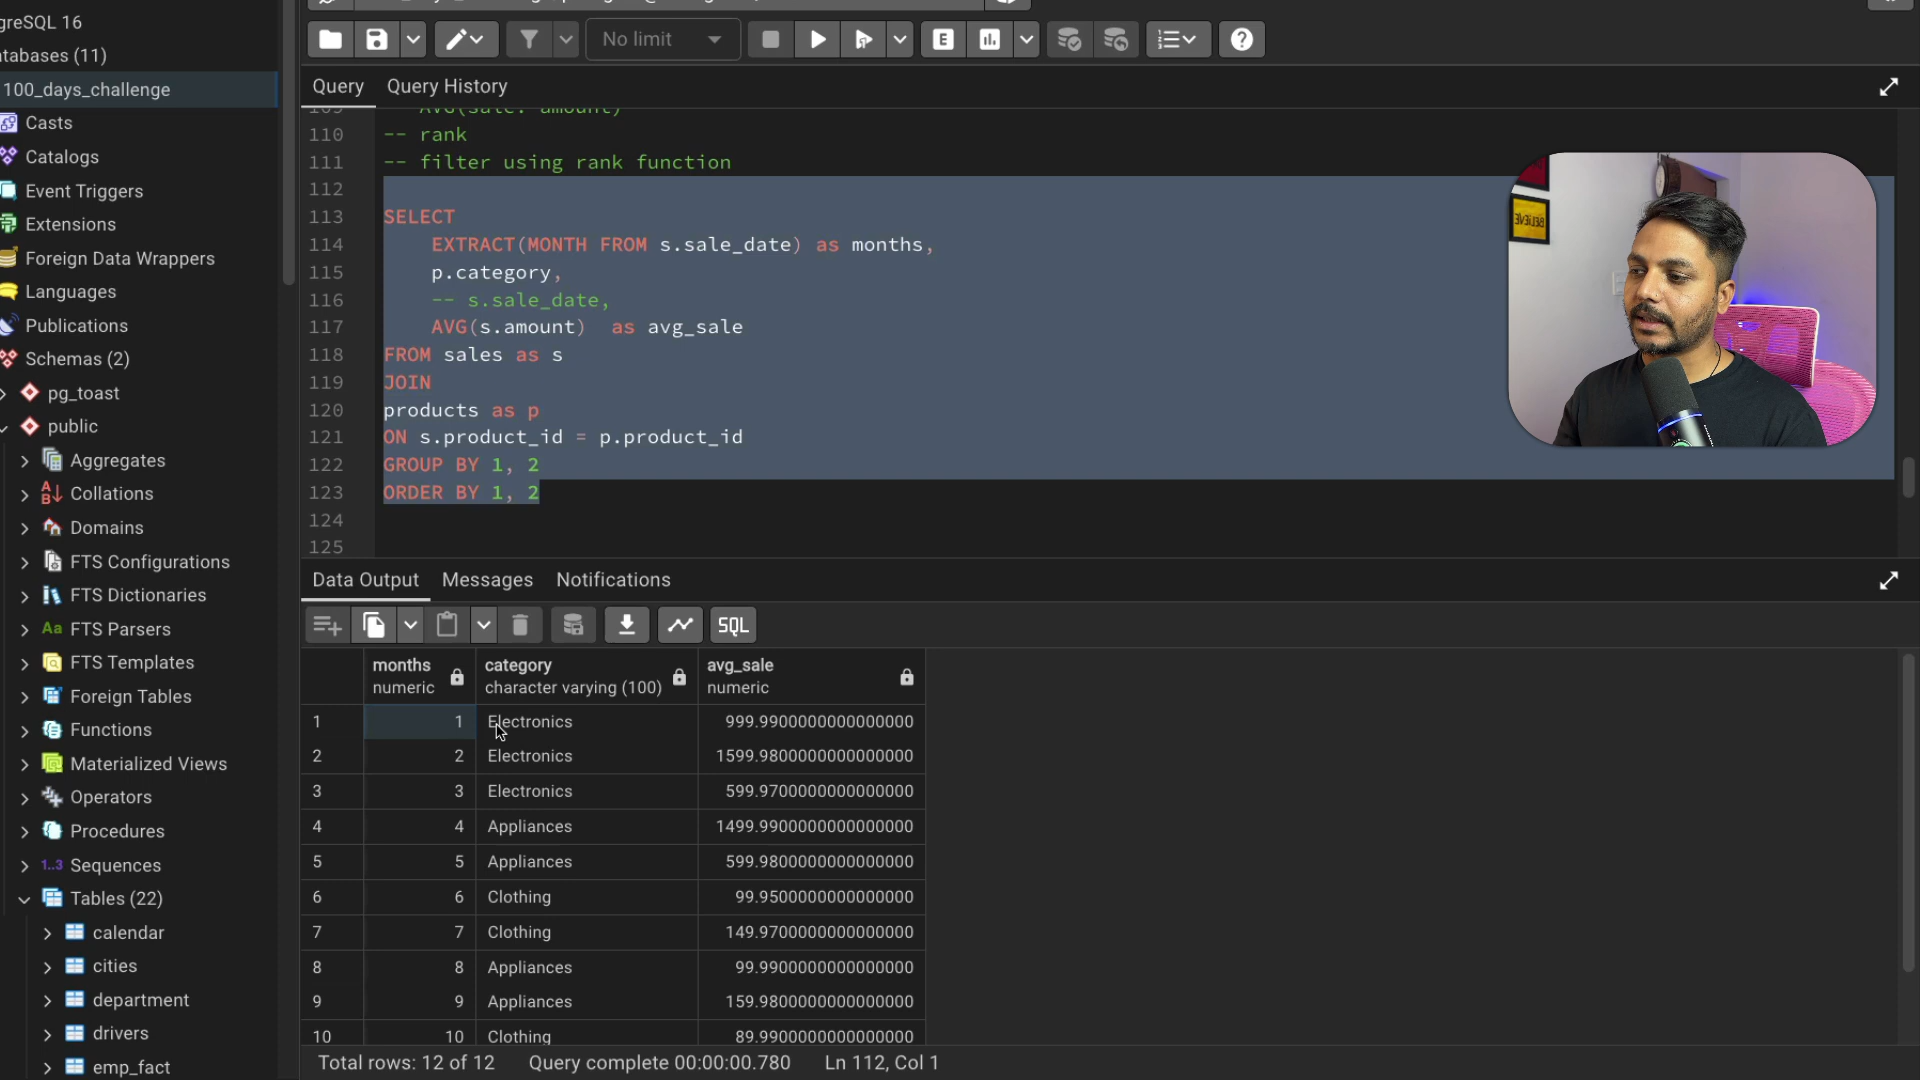 greSQL 16
atabases (11)
100_days_challenge
Casts
Catalogs
Event Triggers
Extensions
Foreign Data Wrappers
Languages
Publications
Schemas (2)
pg_toast
public
Aggregates
Collations
Domains
FTS Configurations
FTS Dictionaries
FTS Parsers
FTS Templates
Foreign Tables
Functions
Materialized Views
Operators
Procedures
1..3 Sequences
Tables (22)
calendar
cities
department
drivers
emp_fact
No limit
E
Query Query History
109 AVG(sale. amount)
110 -- rank
111 -- filter using rank function
112
113 SELECT
114 EXTRACT(MONTH FROM s.sale_date) as months,
115 p.category,
116 -- s.sale_date,
117 AVG(s.amount) as avg_sale
118 FROM sales as s
119 JOIN
120 products as p
121 ON s.product_id = p.product_id
122 GROUP BY 1, 2
123 ORDER BY 1, 2
124
125
Data Output Messages Notifications
SQL
months category avg_sale
numeric character varying (100) numeric
1 1 Electronics 999.9900000000000000
2 2 Electronics 1599.9800000000000000
3 3 Electronics 599.9700000000000000
4 4 Appliances 1499.9900000000000000
5 5 Appliances 599.9800000000000000
6 6 Clothing 99.9500000000000000
7 7 Clothing 149.9700000000000000
8 8 Appliances 99.9900000000000000
9 9 Appliances 159.9800000000000000
10 10 Clothing 89.9900000000000000
Total rows: 12 of 12 Query complete 00:00:00.780 Ln 112, Col 1